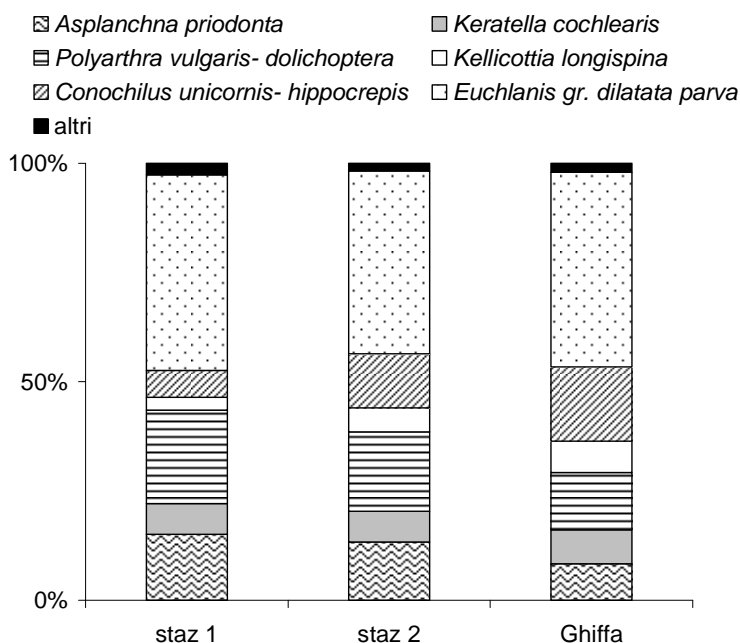 Asplanchna priodonta Keratella cochlearis
Polyarthra vulgaris- dolichoptera Kellicottia longispina
Conochilus unicornis- hippocrepis Euchlanis gr. dilatata parva
altri
100%
50%
0%
staz 1 staz 2 Ghiffa